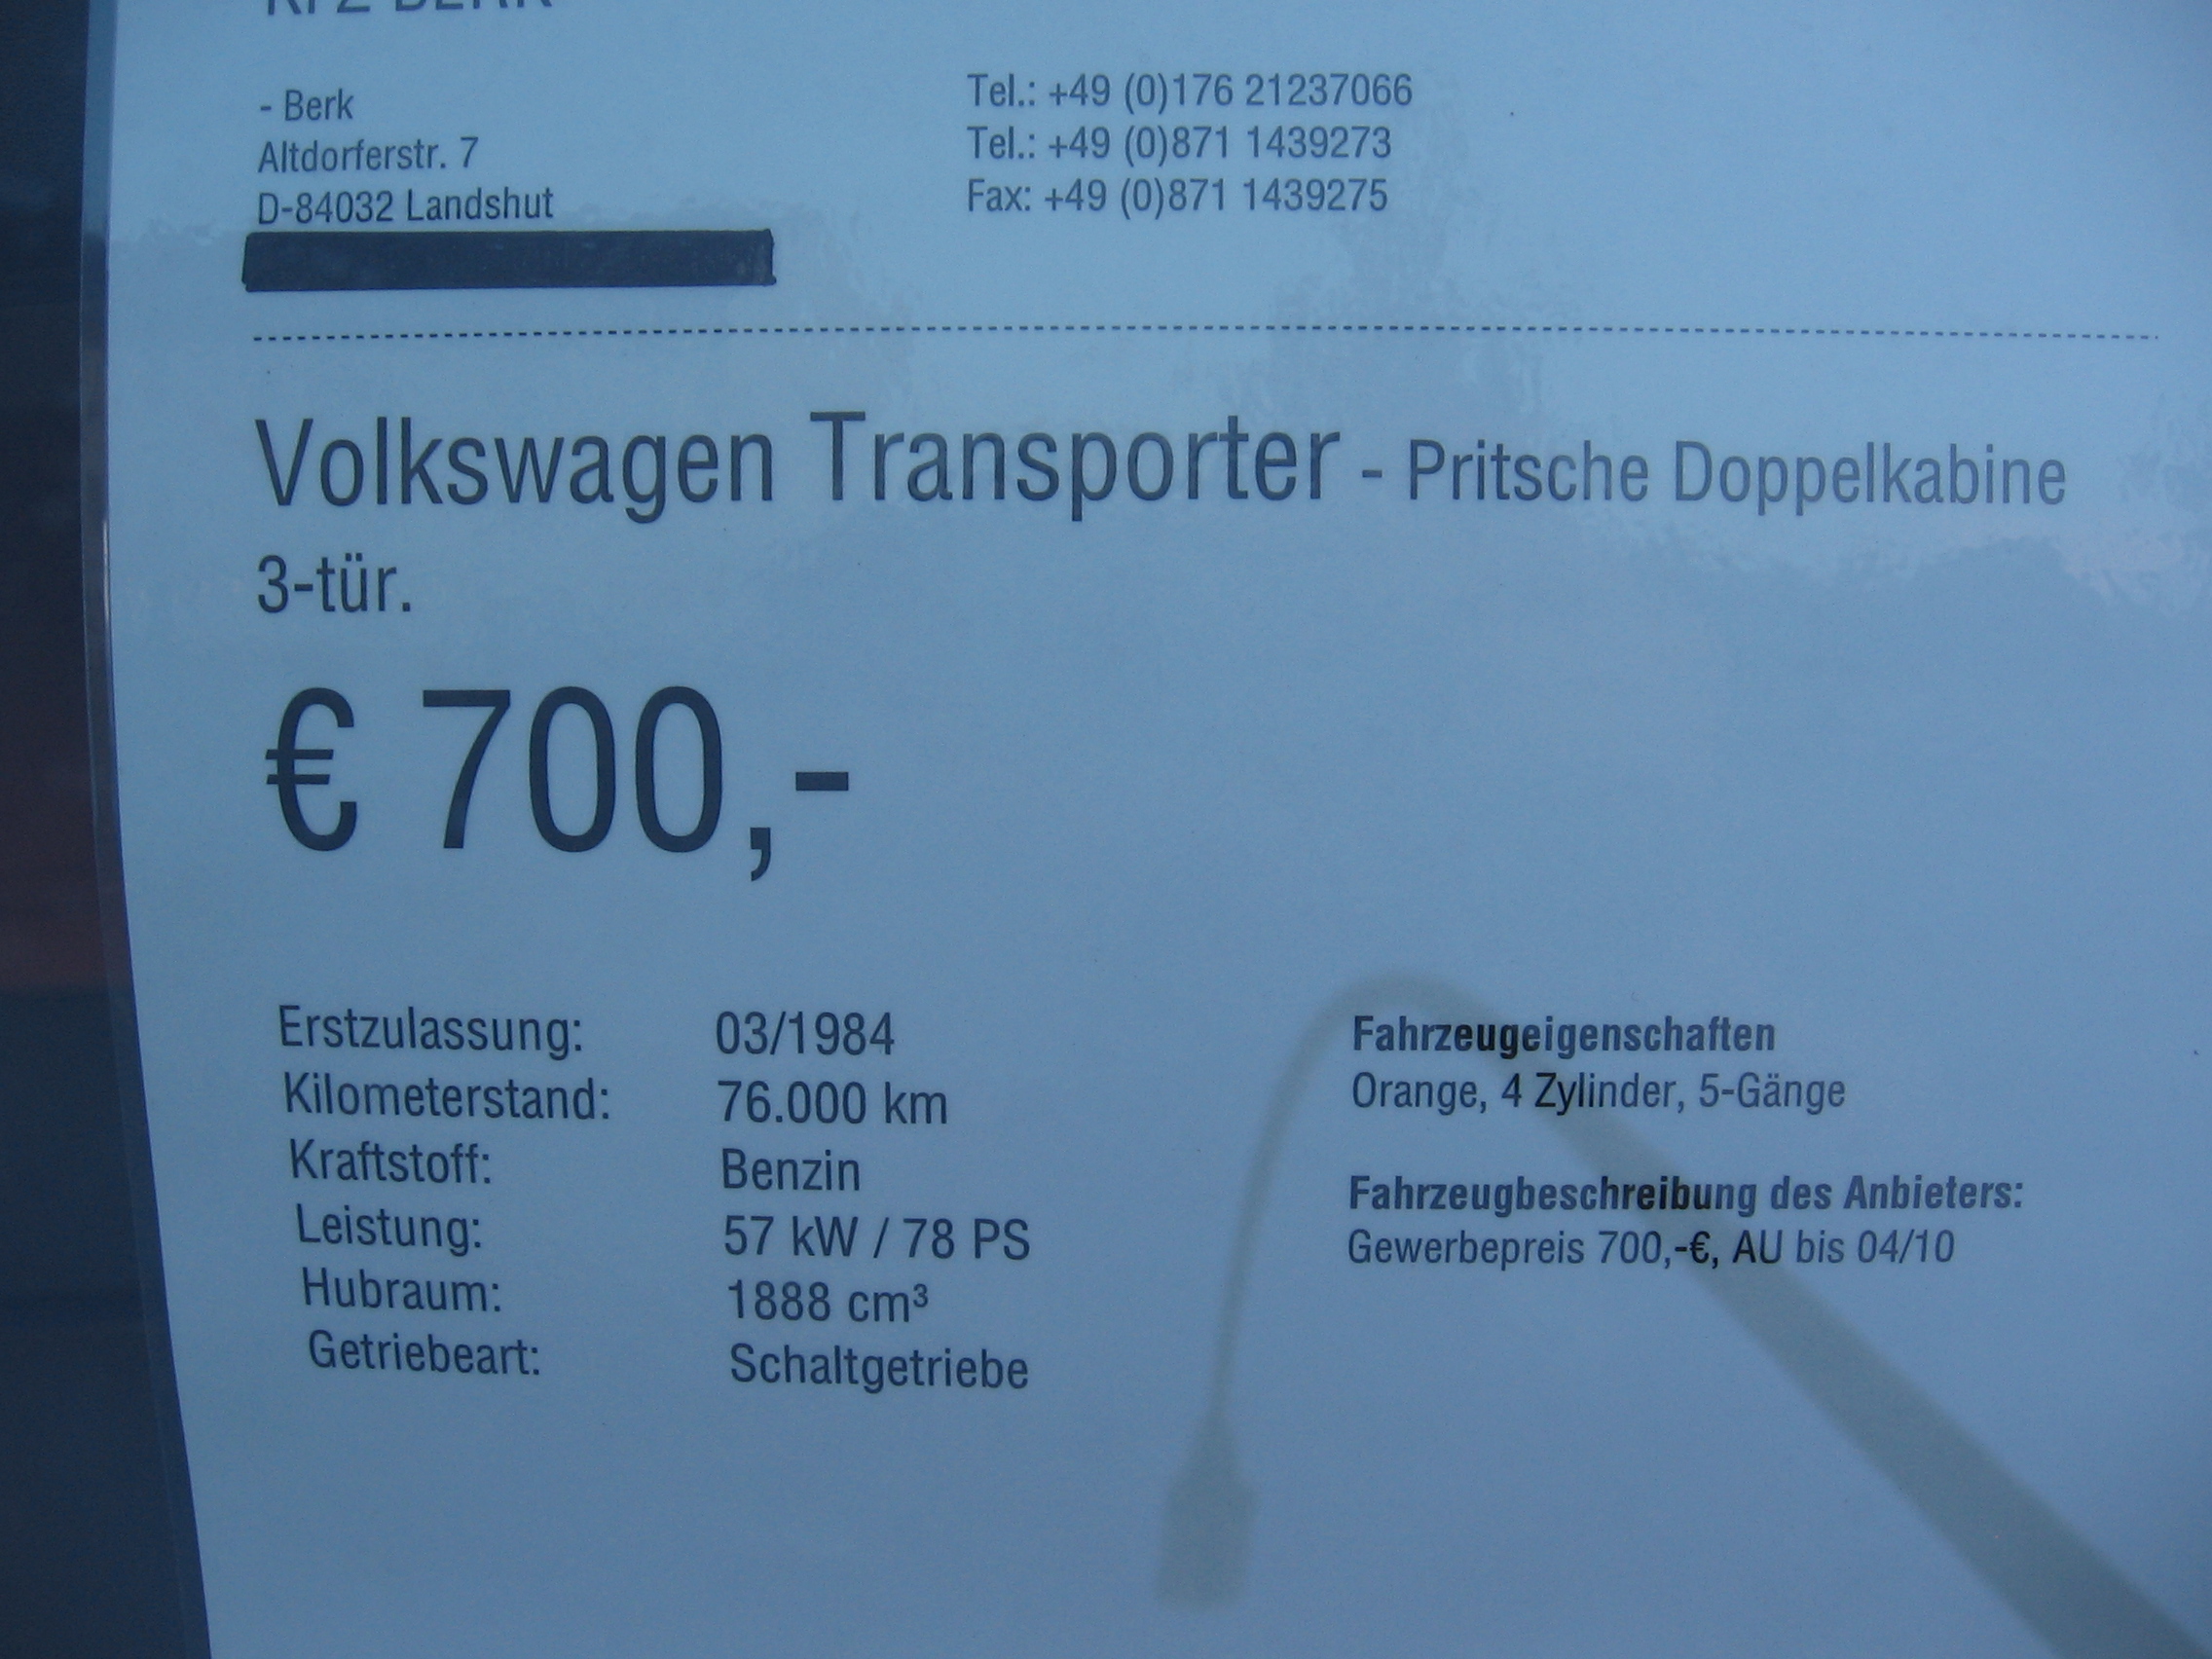 KFZ BERK
- Berk
Altdorferstr. 7
D-84032 Landshut
Tel.: +49 (0)176 21237066
Tel.: +49 (0)871 1439273
Fax: +49 (0)871 1439275
Volkswagen Transporter - Pritsche Doppelkabine
3-tür.
€ 700,-
Erstzulassung: 03/1984
Kilometerstand: 76.000 km
Kraftstoff: Benzin
Leistung: 57 kW / 78 PS
Hubraum: 1888 cm³
Getriebeart: Schaltgetriebe
Fahrzeugeigenschaften
Orange, 4 Zylinder, 5-Gänge
Fahrzeugbeschreibung des Anbieters:
Gewerbepreis 700,-€, AU bis 04/10